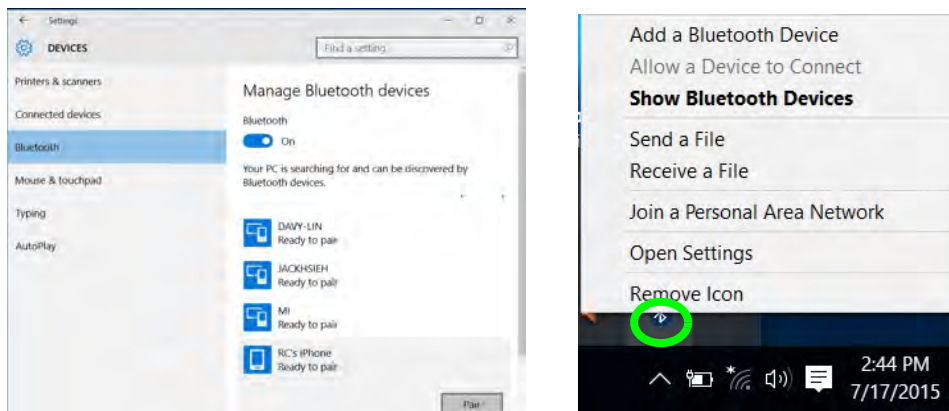 Settings
DEVICES
Find a setting
Printers & scanners
Connected devices
Bluetooth
Mouse & touchpad
Typing
AutoPlay
Manage Bluetooth devices
Bluetooth
On
Your PC is searching for and can be discovered by
Bluetooth devices.
DAVY-LIN
Ready to pair
JACKHSIEH
Ready to pair
MI
Ready to pair
RC's iPhone
Ready to pair
Pair
Add a Bluetooth Device
Allow a Device to Connect
Show Bluetooth Devices
Send a File
Receive a File
Join a Personal Area Network
Open Settings
Remove Icon
2:44 PM
7/17/2015